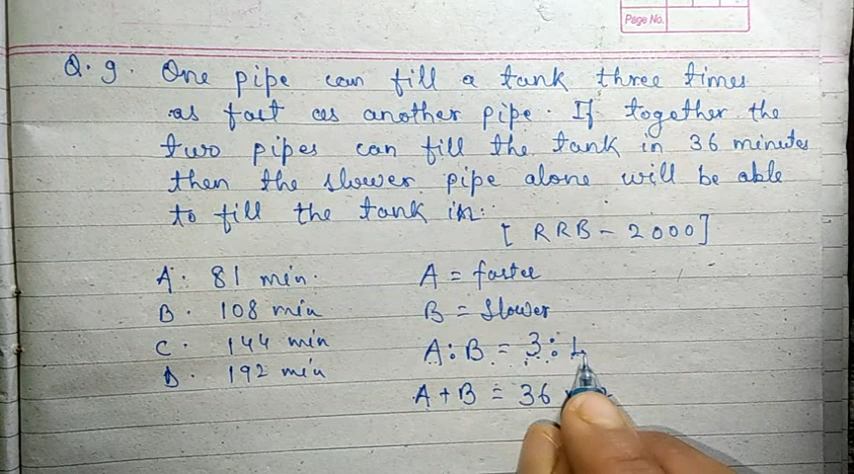 Page No.
Q.9. One pipe can fill a tank three times
as fast as another pipe. If together the
two pipes can fill the tank in 36 minutes
then the slower pipe alone will be able
to fill the tank in:
[RRB - 2000]
A. 81 min.
B. 108 min
C. 144 min
D. 192 min
A = faster
B = slower
A : B = 3 : 1
A + B = 36